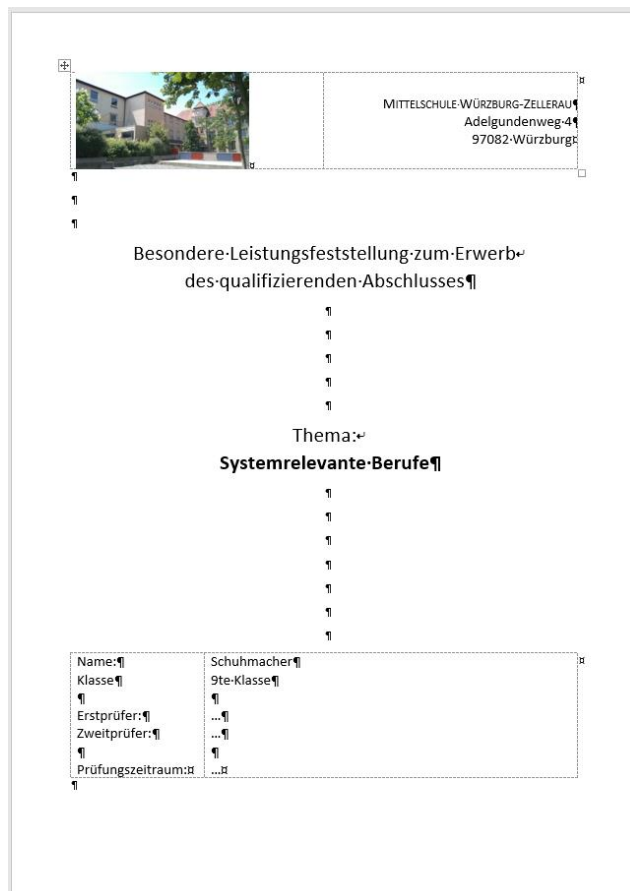 MITTELSCHULE WÜRZBURG-ZELLERAU
Adelgundenweg 4
97082 Würzburg
Besondere Leistungsfeststellung zum Erwerb
des qualifizierenden Abschlusses
Thema:
Systemrelevante Berufe
Name: Schuhmacher
Klasse 9te Klasse
Erstprüfer: ...
Zweitprüfer: ...
Prüfungszeitraum: ...